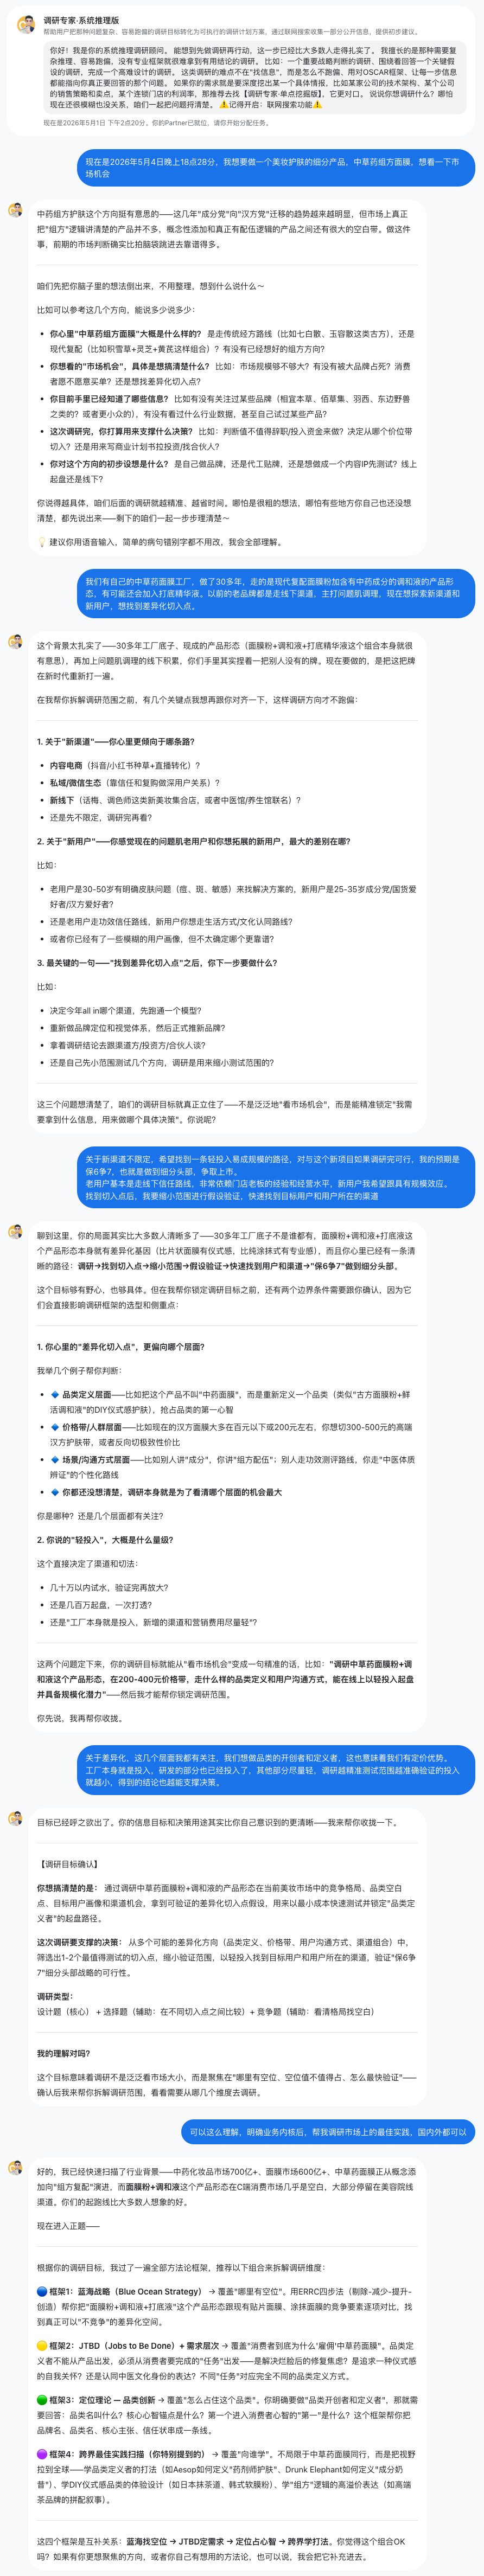 调研专家·系统推理版
帮助用户把那种问题复杂、容易跑偏的调研目标转化为可执行的调研计划方案,通过联网搜索收集一部分公开信息,提供初步建议。
你好!我是你的系统推理调研顾问。 能想到先做调研再行动,这一步已经比大多数人走得扎实了。 我擅长的是那种需要复
杂推理、容易跑偏、没有专业框架就很难拿到有用结论的调研。 比如:一个重要战略判断的调研、围绕着回答一个关键假
设的调研,完成一个高难设计的调研。 这类调研的难点不在"找信息",而是怎么不跑偏、用对OSCAR框架、让每一步信息
都能指向你真正要回答的那个问题。 如果你的需求就是要深度挖出某一个具体情报,比如某家公司的技术架构、某个公司
的销售策略和卖点,某个连锁门店的利润率,那推荐去找【调研专家·单点挖掘版】,它更对口。 说说你想调研什么?哪怕
现在还很模糊也没关系,咱们一起把问题捋清楚。 ⚠️记得开启:联网搜索功能⚠️
现在是2026年5月1日 下午2点20分。你的Partner已就位,请你开始分配任务。
现在是2026年5月4日晚上18点28分,我想要做一个美妆护肤的细分产品,中草药组方面膜,想看一下市
场机会
中药组方护肤这个方向挺有意思的——这几年"成分党"向"汉方党"迁移的趋势越来越明显,但市场上真正
把"组方"逻辑讲清楚的产品并不多,概念性添加和真正有配伍逻辑的产品之间还有很大的空白带。做这件
事,前期的市场判断确实比拍脑袋跳进去靠谱得多。
咱们先把你脑子里的想法倒出来,不用整理,想到什么说什么~
比如可以参考这几个方向,能说多少说多少:
• 你心里"中草药组方面膜"大概是什么样的? 是走传统经方路线(比如七白散、玉容散这类古方),还是
现代复配(比如积雪草+灵芝+黄芪这样组合)?有没有已经想好的组方方向?
• 你想看的"市场机会",具体是想搞清楚什么? 比如:市场规模够不够大?有没有被大品牌占死?消费
者愿不愿意买单?还是想找差异化切入点?
• 你目前手里已经知道了哪些信息? 比如有没有关注过某些品牌(相宜本草、佰草集、羽西、东边野兽
之类的?或者更小众的),有没有看过什么行业数据,甚至自己试过某些产品?
• 这次调研完,你打算用来支撑什么决策? 比如:判断值不值得辞职/投入资金来做?决定从哪个价位带
切入?还是用来写商业计划书拉投资/找合伙人?
• 你对这个方向的初步设想是什么? 是自己做品牌,还是代工贴牌,还是想做成一个内容IP先测试?线上
起盘还是线下?
你说得越具体,咱们后面的调研就越精准、越省时间。哪怕是很粗的想法,哪怕有些地方你自己也还没想
清楚,都先说出来——剩下的咱们一起一步步理清楚~
💡 建议你用语音输入,简单的病句错别字都不用改,我会全部理解。
我们有自己的中草药面膜工厂,做了30多年,走的是现代复配面膜粉加含有中药成分的调和液的产品形
态,有可能还会加入打底精华液。以前的老品牌都是走线下渠道,主打问题肌调理,现在想探索新渠道和
新用户,想找到差异化切入点。
这个背景太扎实了——30多年工厂底子、现成的产品形态(面膜粉+调和液+打底精华液这个组合本身就很
有意思),再加上问题肌调理的线下积累,你们手里其实捏着一把别人没有的牌。现在要做的,是把这把牌
在新时代重新打一遍。
在我帮你拆解调研范围之前,有几个关键点我想再跟你对齐一下,这样调研方向才不跑偏:
1. 关于"新渠道"——你心里更倾向于哪条路?
• 内容电商(抖音/小红书种草+直播转化)?
• 私域/微信生态(靠信任和复购做深用户关系)?
• 新线下(话梅、调色师这类新美妆集合店,或者中医馆/养生馆联名)?
• 还是先不限定,调研完再看?
2. 关于"新用户"——你感觉现在的问题肌老用户和你想拓展的新用户,最大的差别在哪?
比如:
• 老用户是30-50岁有明确皮肤问题(痘、斑、敏感)来找解决方案的,新用户是25-35岁成分党/国货爱
好者/汉方爱好者?
• 还是老用户走功效信任路线,新用户你想走生活方式/文化认同路线?
• 或者你已经有了一些模糊的用户画像,但不太确定哪个更靠谱?
3. 最关键的一句——"找到差异化切入点"之后,你下一步要做什么?
比如:
• 决定今年all in哪个渠道,先跑通一个模型?
• 重新做品牌定位和视觉体系,然后正式推新品牌?
• 拿着调研结论去跟渠道方/投资方/合伙人谈?
• 还是自己先小范围测试几个方向,调研是用来缩小测试范围的?
这三个问题想清楚了,咱们的调研目标就真正立住了——不是泛泛地"看市场机会",而是能精准锁定"我需
要拿到什么信息,用来做哪个具体决策"。你说呢?
关于新渠道不限定,希望找到一条轻投入易成规模的路径,对与这个新项目如果调研完可行,我的预期是
保6争7,也就是做到细分头部,争取上市。
老用户基本是走线下信任路线,非常依赖门店老板的经验和经营水平,新用户我希望跟具有规模效应。
找到切入点后,我要缩小范围进行假设验证,快速找到目标用户和用户所在的渠道
聊到这里,你的局面其实比大多数人清晰多了——30多年工厂底子不是谁都有,面膜粉+调和液+打底液这
个产品形态本身就有差异化基因(比片状面膜有仪式感,比纯涂抹式有专业感),而且你心里已经有一条清
晰的路径:调研→找到切入点→缩小范围→假设验证→快速找到用户和渠道→"保6争7"做到细分头部。
这个目标够有野心,也够具体。但在我帮你锁定调研目标之前,还有两个边界条件需要跟你确认,因为它
们会直接影响调研框架的选型和侧重点:
1. 你心里的"差异化切入点",更偏向哪个层面?
我举几个例子帮你判断:
• 🔹 品类定义层面——比如把这个产品不叫"中药面膜",而是重新定义一个品类(类似"古方面膜粉+鲜
活调和液"的DIY仪式感护肤),抢占品类的第一心智
• 🔹 价格带/人群层面——比如现在的汉方面膜大多在百元以下或200元左右,你想切300-500元的高端
汉方护肤带,或者反向切极致性价比
• 🔹 场景/沟通方式层面——比如别人讲"成分",你讲"组方配伍";别人走功效测评路线,你走"中医体质
辨证"的个性化路线
• 🔹 你都还没想清楚,调研本身就是为了看清哪个层面的机会最大
你是哪种?还是几个层面都有关注?
2. 你说的"轻投入",大概是什么量级?
这个直接决定了渠道和切法:
• 几十万以内试水,验证完再放大?
• 还是几百万起盘,一次打透?
• 还是"工厂本身就是投入,新增的渠道和营销费用尽量轻"?
这两个问题定下来,你的调研目标就能从"看市场机会"变成一句精准的话,比如:"调研中草药面膜粉+调
和液这个产品形态,在200-400元价格带,走什么样的品类定义和用户沟通方式,能在线上以轻投入起盘
并具备规模化潜力"——然后我才能帮你锁定调研范围。
你先说,我再帮你收拢。
关于差异化,这几个层面我都有关注,我们想做品类的开创者和定义者,这也意味着我们有定价优势。
工厂本身就是投入,研发的部分也已经投入了,其他部分尽量轻,调研越精准测试范围越准确验证的投入
就越小,得到的结论也越能支撑决策。
目标已经呼之欲出了。你的信息目标和决策用途其实比你自己意识到的更清晰——我来帮你收拢一下。
【调研目标确认】
你想搞清楚的是: 通过调研中草药面膜粉+调和液的产品形态在当前美妆市场中的竞争格局、品类空白
点、目标用户画像和渠道机会,拿到可验证的差异化切入点假设,用来以最小成本快速测试并锁定"品类定
义者"的起盘路径。
这次调研要支撑的决策: 从多个可能的差异化方向(品类定义、价格带、用户沟通方式、渠道组合)中,
筛选出1-2个最值得测试的切入点,缩小验证范围,以轻投入找到目标用户和用户所在的渠道,验证"保6争
7"细分头部战略的可行性。
调研类型:
设计题(核心) + 选择题(辅助:在不同切入点之间比较)+ 竞争题(辅助:看清格局找空白)
我的理解对吗?
这个目标意味着调研不是泛泛看市场大小,而是聚焦在"哪里有空位、空位值不值得占、怎么最快验证"——
确认后我来帮你拆解调研范围,看看需要从哪几个维度去调研。
可以这么理解,明确业务内核后,帮我调研市场上的最佳实践,国内外都可以
好的,我已经快速扫描了行业背景——中药化妆品市场700亿+、面膜市场600亿+、中草药面膜正从概念添
加向"组方复配"演进,而面膜粉+调和液这个产品形态在C端消费市场几乎是空白,大部分停留在美容院线
渠道。你们的起跑线比大多数人想象的好。
现在进入正题——
根据你的调研目标,我过了一遍全部方法论框架,推荐以下组合来拆解调研维度:
🔵 框架1:蓝海战略(Blue Ocean Strategy) → 覆盖"哪里有空位"。用ERRC四步法(剔除-减少-提升-
创造)帮你把"面膜粉+调和液+打底液"这个产品形态跟现有贴片面膜、涂抹面膜的竞争要素逐项对比,找
到真正可以"不竞争"的差异化空间。
🟡 框架2:JTBD(Jobs to Be Done)+ 需求层次 → 覆盖"消费者到底为什么'雇佣'中草药面膜"。品类定
义者不能从产品出发,必须从消费者要完成的"任务"出发——是解决烂脸后的修复焦虑?是追求一种仪式感
的自我关怀?还是认同中医文化身份的表达?不同"任务"对应完全不同的品类定义方式。
🟢 框架3:定位理论 — 品类创新 → 覆盖"怎么占住这个品类"。你明确要做"品类开创者和定义者",那就需
要回答:品类名叫什么?核心心智锚点是什么?第一个进入消费者心智的"第一"是什么?这个框架帮你把
品牌名、品类名、核心主张、信任状串成一条线。
🟣 框架4:跨界最佳实践扫描(你特别提到的) → 覆盖"向谁学"。不局限于中草药面膜同行,而是把视野
拉到全球——学品类定义者的打法(如Aesop如何定义"药剂师护肤"、Drunk Elephant如何定义"成分奶
昔")、学DIY仪式感品类的体验设计(如日本抹茶道、韩式软膜粉)、学"组方"逻辑的高溢价表达(如高端
茶品牌的拼配叙事)。
这四个框架是互补关系:蓝海找空位 → JTBD定需求 → 定位占心智 → 跨界学打法。你觉得这个组合OK
吗?如果有你更想聚焦的方向,或者你自己有想用的方法论,也可以说,我会把它补充进去。